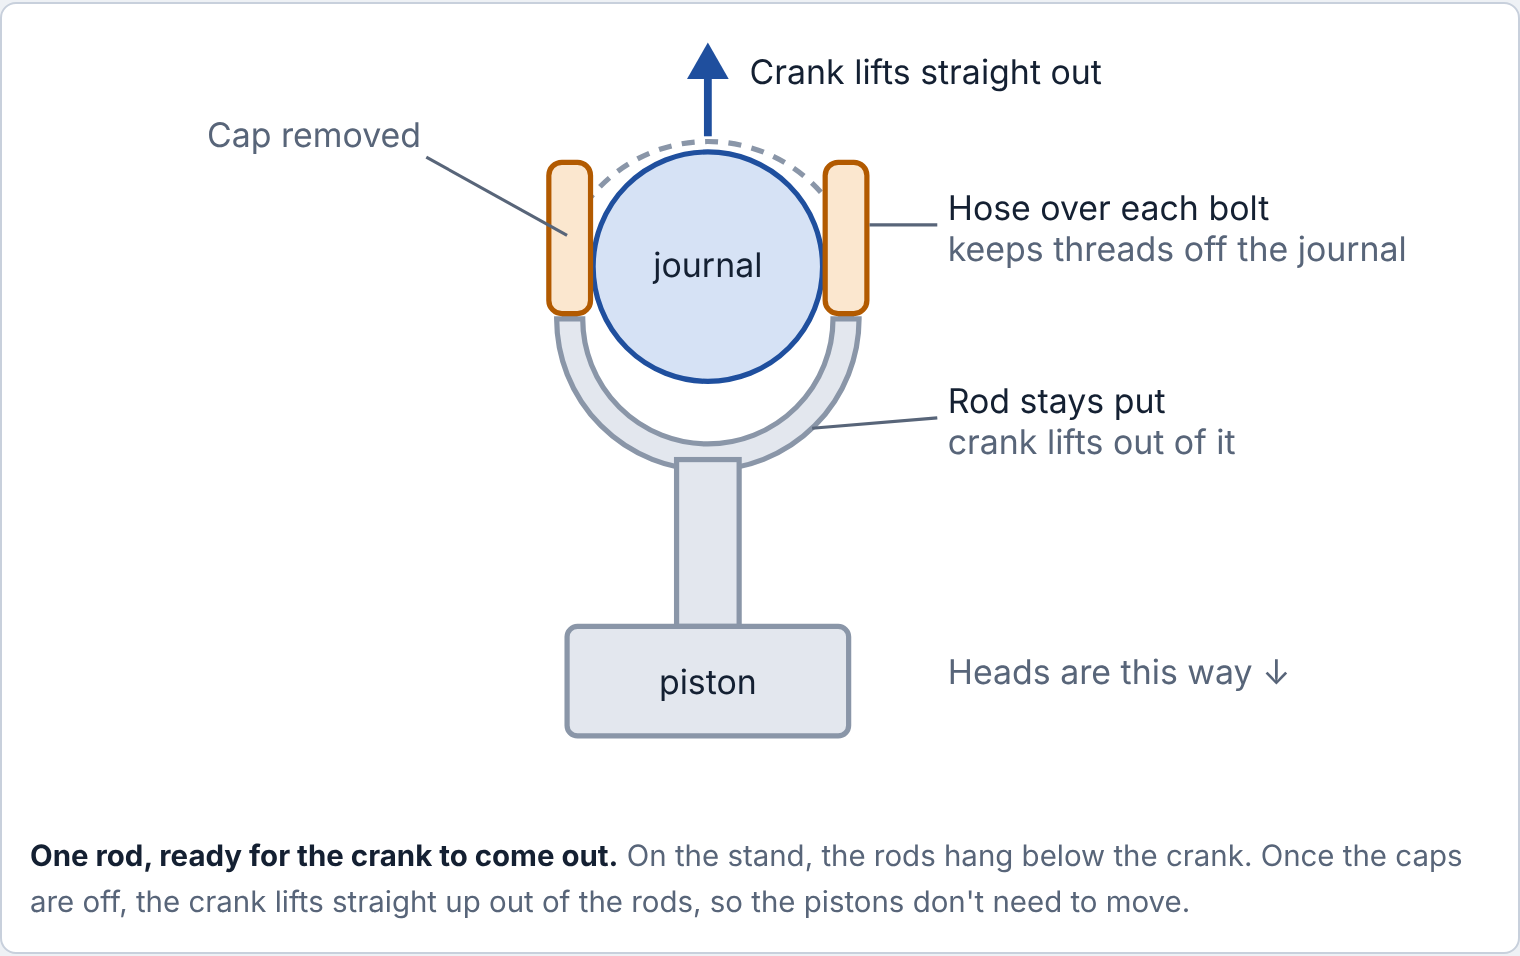 Crank lifts straight out
Cap removed
Hose over each bolt
keeps threads off the journal
journal
Rod stays put
crank lifts out of it
piston
Heads are this way ↓
One rod, ready for the crank to come out. On the stand, the rods hang below the crank. Once the caps
are off, the crank lifts straight up out of the rods, so the pistons don't need to move.